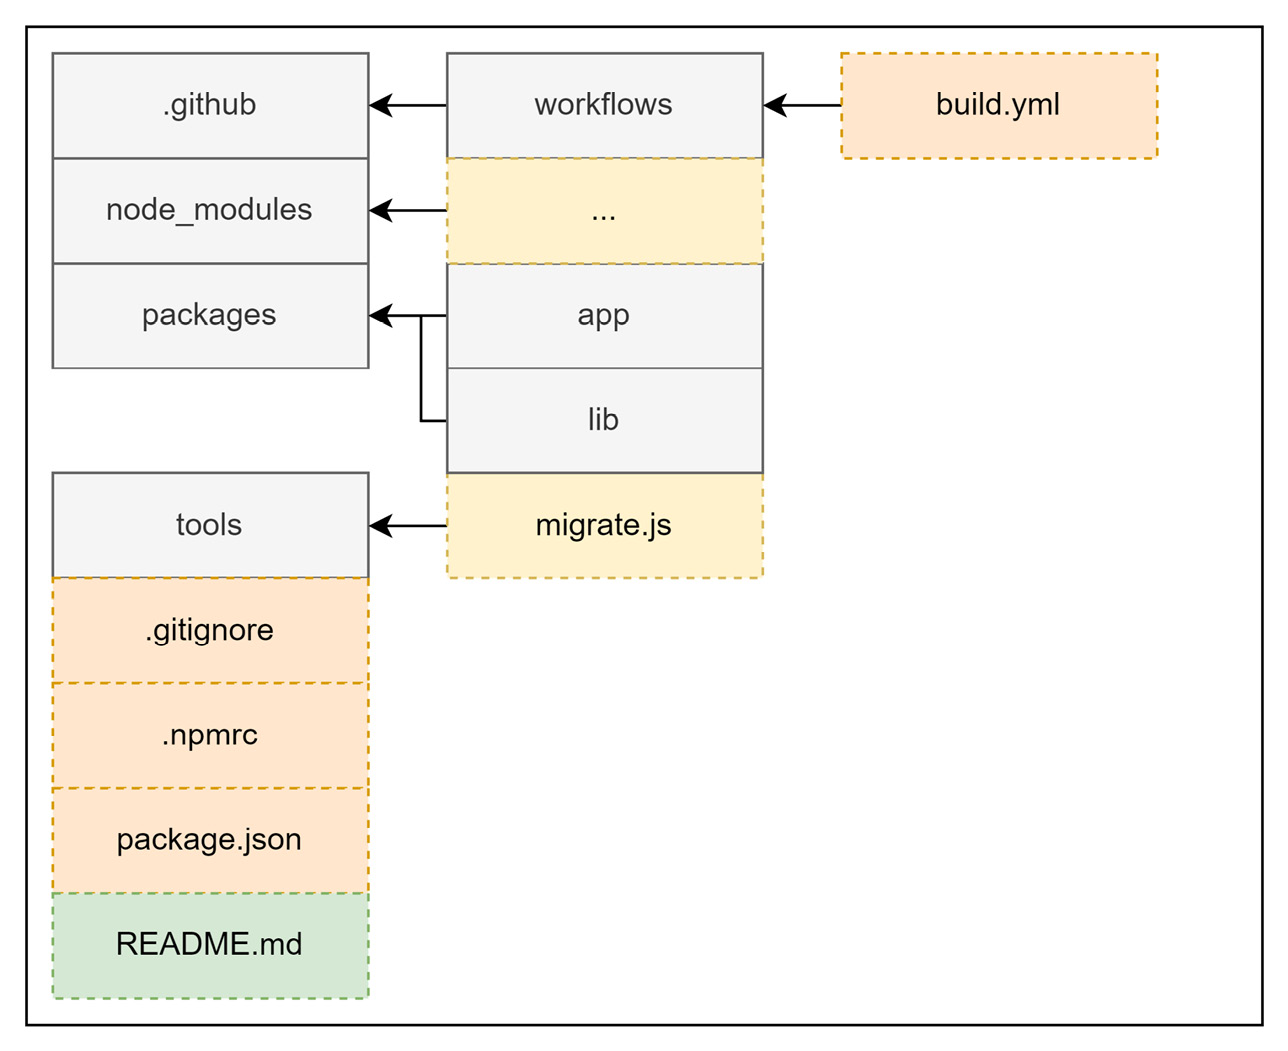 .github
workflows
build.yml
node_modules
...
packages
app
lib
tools
migrate.js
.gitignore
.npmrc
package.json
README.md